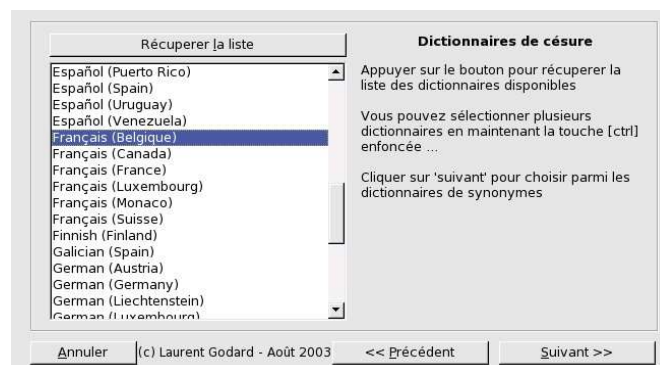 Récuperer la liste
Español (Puerto Rico)
Español (Spain)
Español (Uruguay)
Español (Venezuela)
Français (Belgique)
Français (Canada)
Français (France)
Français (Luxembourg)
Français (Monaco)
Français (Suisse)
Finnish (Finland)
Galician (Spain)
German (Austria)
German (Germany)
German (Liechtenstein)
German (Luxembourg)
Dictionnaires de césure
Appuyer sur le bouton pour récuperer la
liste des dictionnaires disponibles
Vous pouvez sélectionner plusieurs
dictionnaires en maintenant la touche [ctrl]
enfoncée ...
Cliquer sur 'suivant' pour choisir parmi les
dictionnaires de synonymes
Annuler
(c) Laurent Godard - Août 2003
<< Précédent
Suivant >>